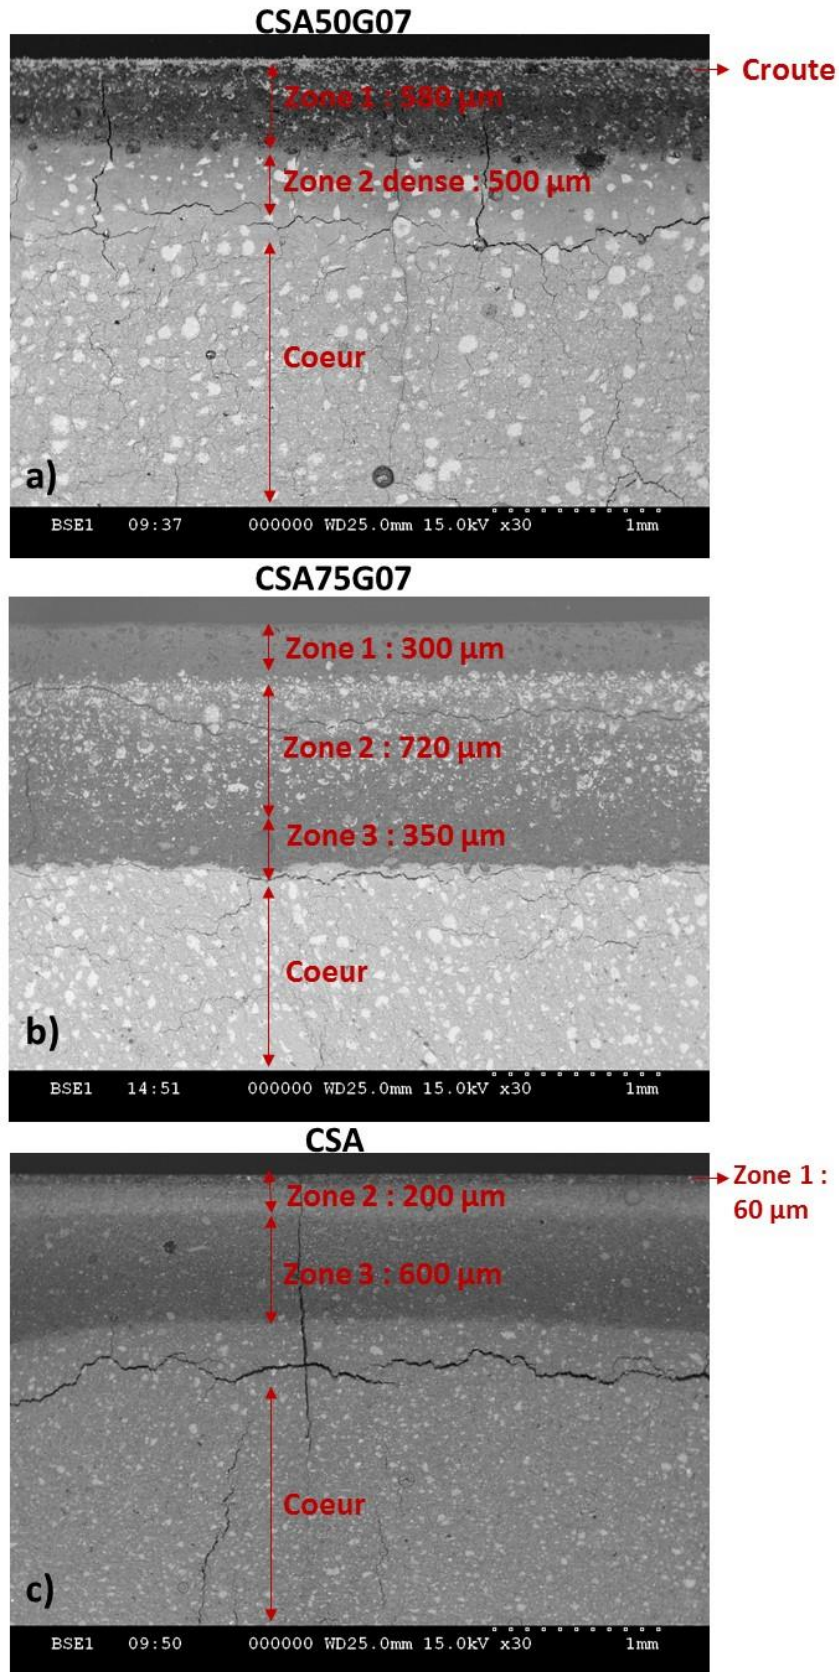 CSA50G07
Croute
Zone 1 : 580 µm
Zone 2 dense : 500 µm
Coeur
a)
BSE1 09:37 000000 WD25.0mm 15.0kV x30 1mm
CSA75G07
Zone 1 : 300 µm
Zone 2 : 720 µm
Zone 3 : 350 µm
Coeur
b)
BSE1 14:51 000000 WD25.0mm 15.0kV x30 1mm
CSA
Zone 1 :
60 µm
Zone 2 : 200 µm
Zone 3 : 600 µm
Coeur
c)
BSE1 09:50 000000 WD25.0mm 15.0kV x30 1mm